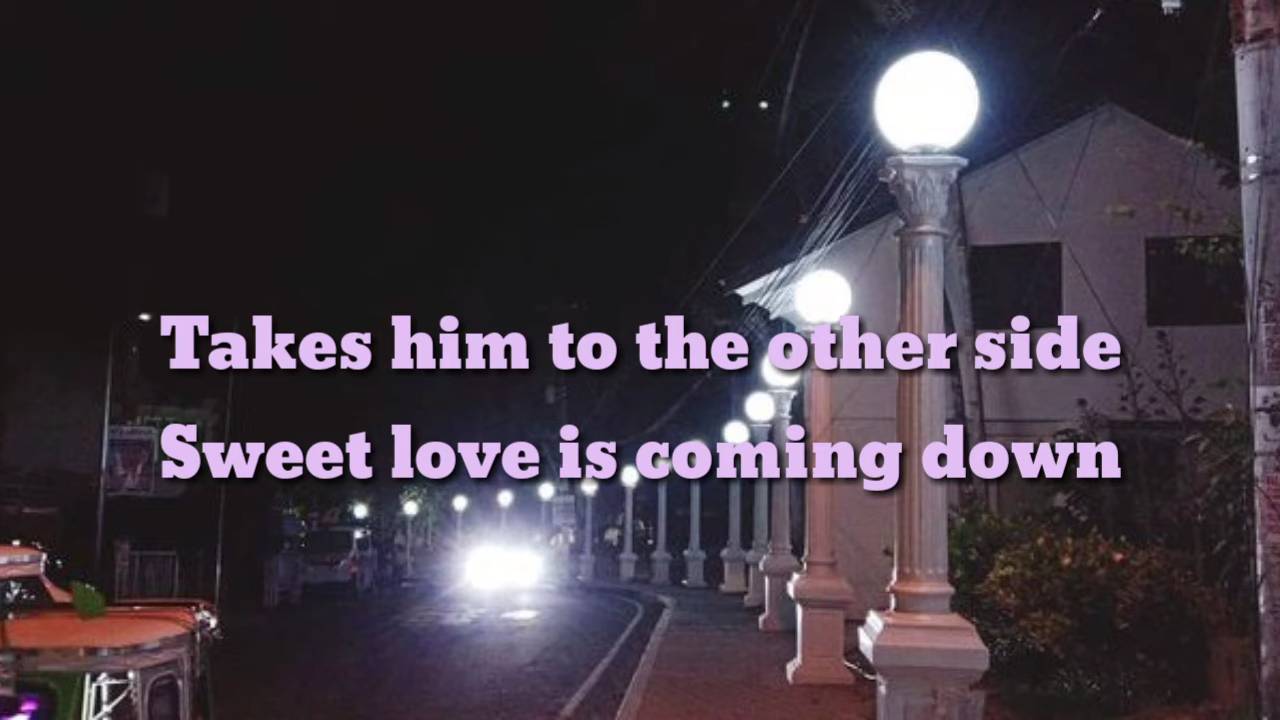 Takes him to the other side
Sweet love is coming down